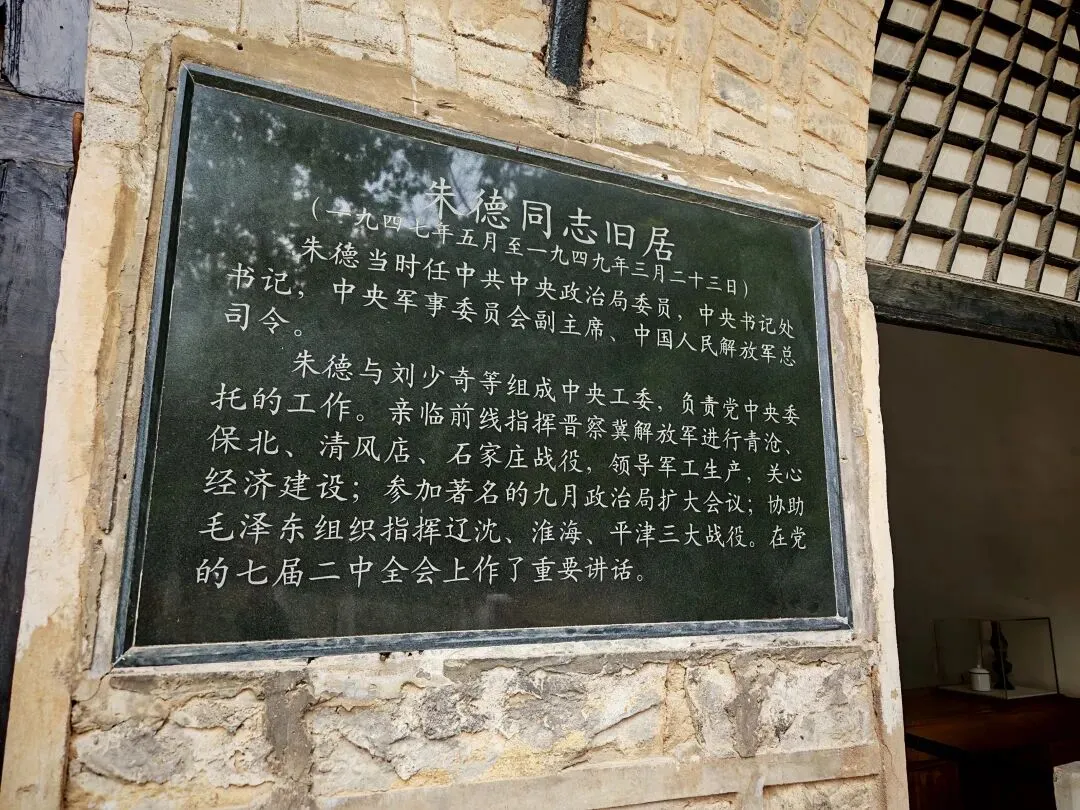 朱德同志旧居
（一九四七年五月至一九四九年三月二十三日）
朱德当时任中共中央政治局委员，中央书记处
书记，中央军事委员会副主席、中国人民解放军总
司令。
朱德与刘少奇等组成中央工委，负责党中央委
托的工作。亲临前线指挥晋察冀解放军进行青沧、
保北、清风店、石家庄战役，领导军工生产，关心
经济建设；参加著名的九月政治局扩大会议；协助
毛泽东组织指挥辽沈、淮海、平津三大战役。在党
的七届二中全会上作了重要讲话。